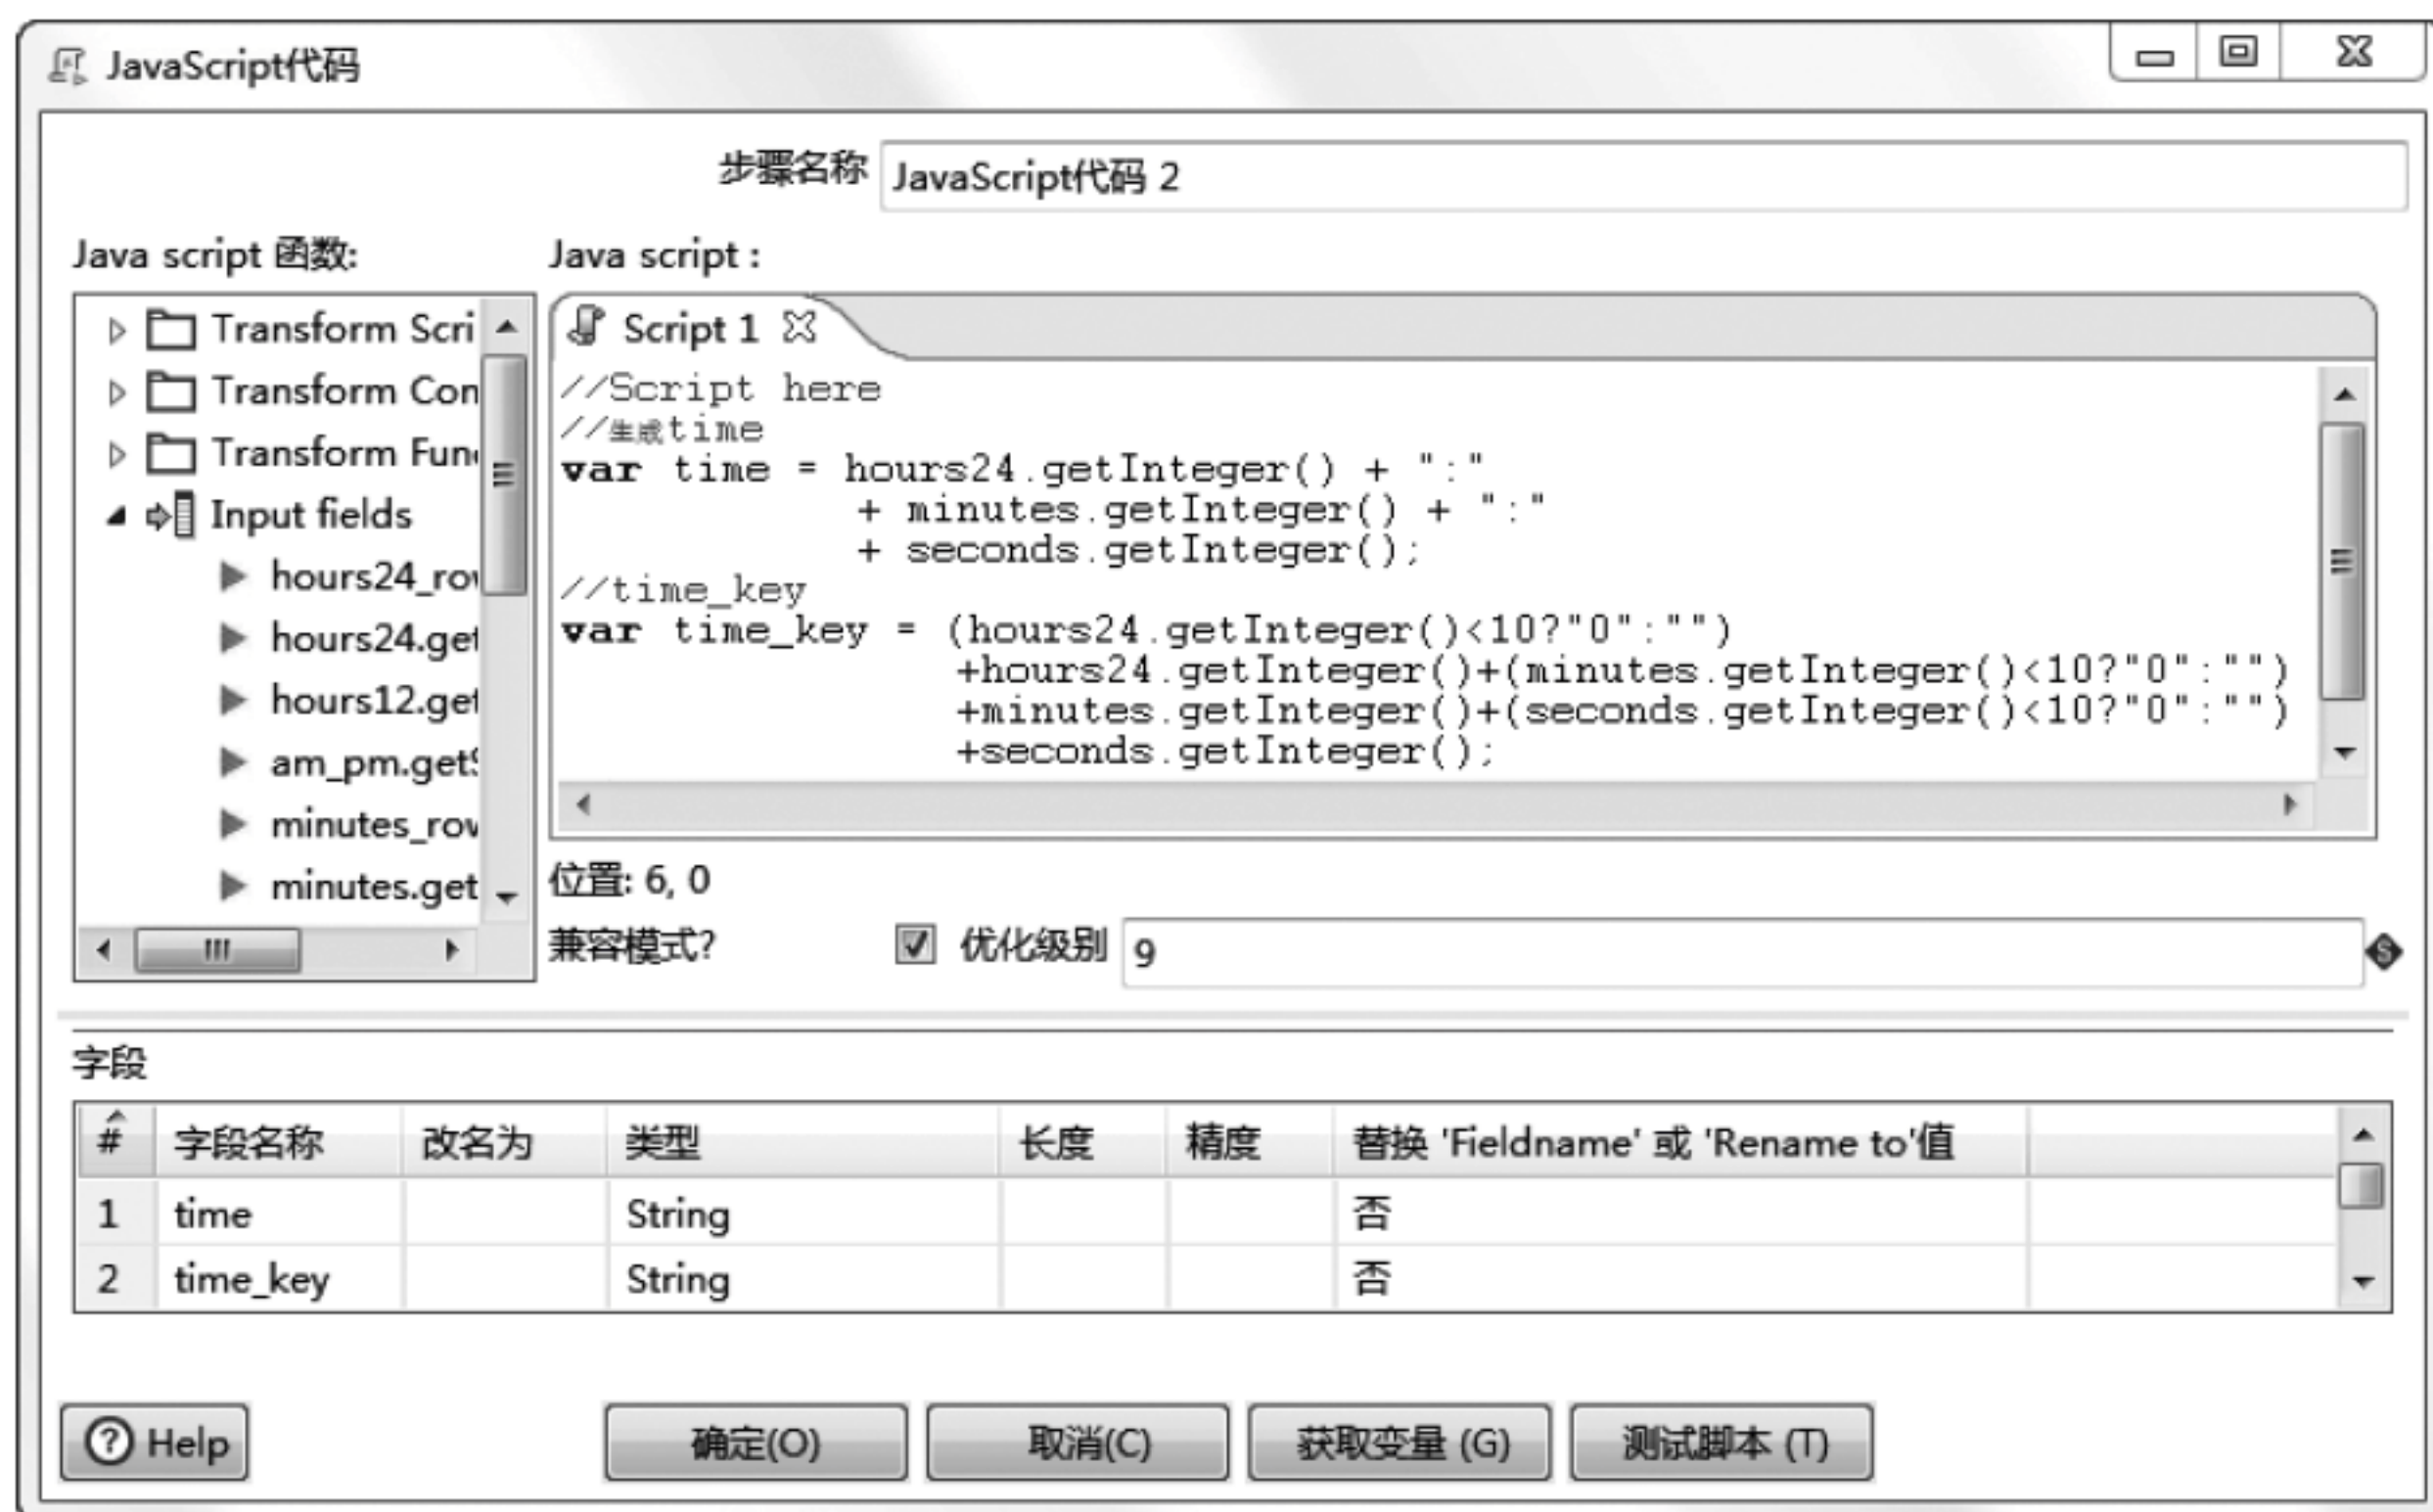 JavaScript代码
步骤名称 JavaScript代码 2
Java script 函数:
Java script :
Transform Scri
Transform Con
Transform Fun
Input fields
hours24_ro
hours24.get
hours12.get
am_pm.get
minutes_rov
minutes.get
Script 1
//Script here
//生成time
var time = hours24.getInteger() + ":"
+ minutes.getInteger() + ":"
+ seconds.getInteger();
//time_key
var time_key = (hours24.getInteger()<10?"0":"")
+hours24.getInteger()+(minutes.getInteger()<10?"0":"")
+minutes.getInteger()+(seconds.getInteger()<10?"0":"")
+seconds.getInteger();
位置: 6, 0
兼容模式? 优化级别 9
字段
# 字段名称 改名为 类型 长度 精度 替换 'Fieldname' 或 'Rename to'值
1 time String 否
2 time_key String 否
Help 确定(O) 取消(C) 获取变量 (G) 测试脚本 (T)